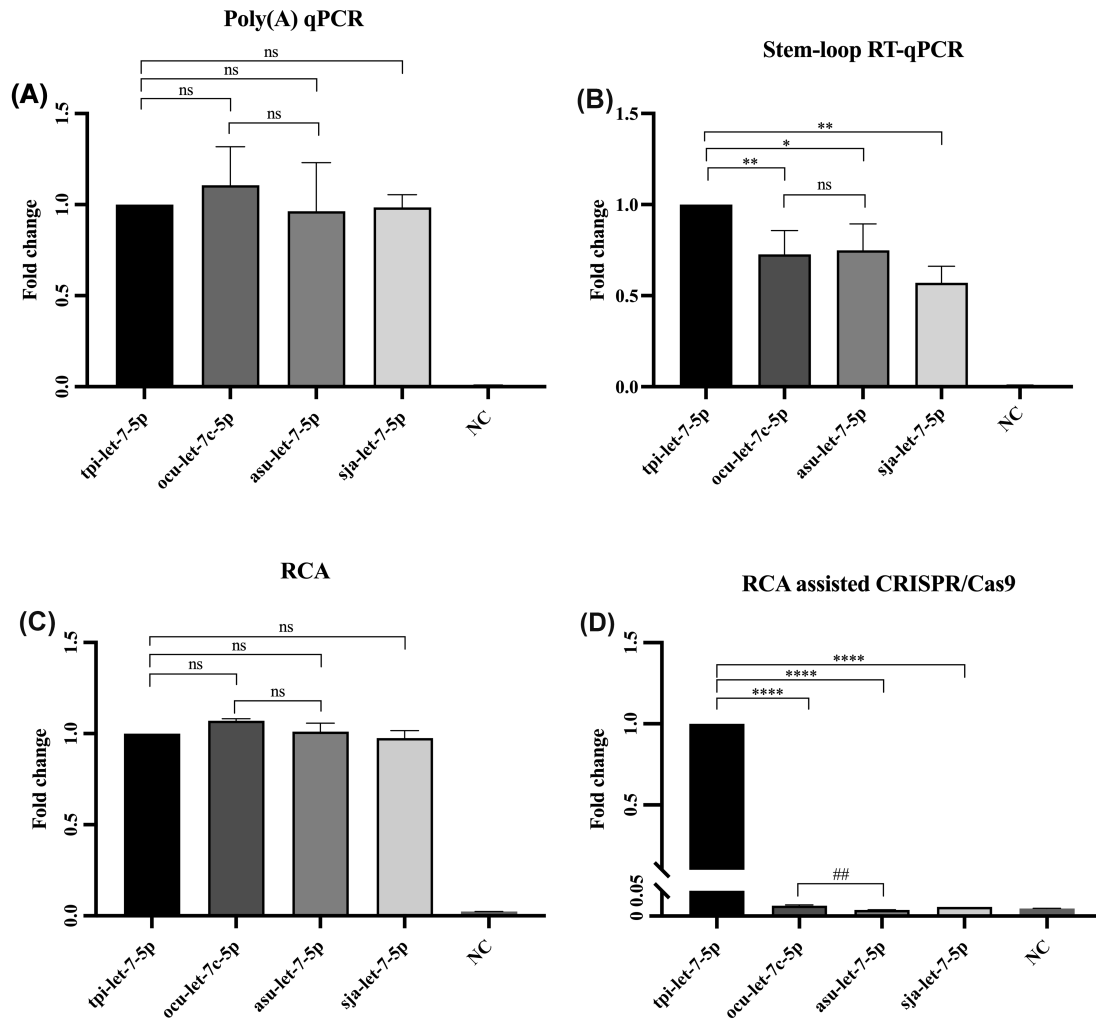 Poly(A) qPCR
(A)
ns
ns
ns
ns
Fold change
1.5
1.0
0.5
0.0
tpi-let-7-5p
ocu-let-7c-5p
asu-let-7-5p
sja-let-7-5p
NC
Stem-loop RT-qPCR
(B)
**
*
**
ns
Fold change
1.5
1.0
0.5
0.0
tpi-let-7-5p
ocu-let-7c-5p
asu-let-7-5p
sja-let-7-5p
NC
RCA
(C)
ns
ns
ns
ns
Fold change
1.5
1.0
0.5
0.0
tpi-let-7-5p
ocu-let-7c-5p
asu-let-7-5p
sja-let-7-5p
NC
RCA assisted CRISPR/Cas9
(D)
****
****
****
##
Fold change
1.5
1.0
0.5
0.05
0
tpi-let-7-5p
ocu-let-7c-5p
asu-let-7-5p
sja-let-7-5p
NC